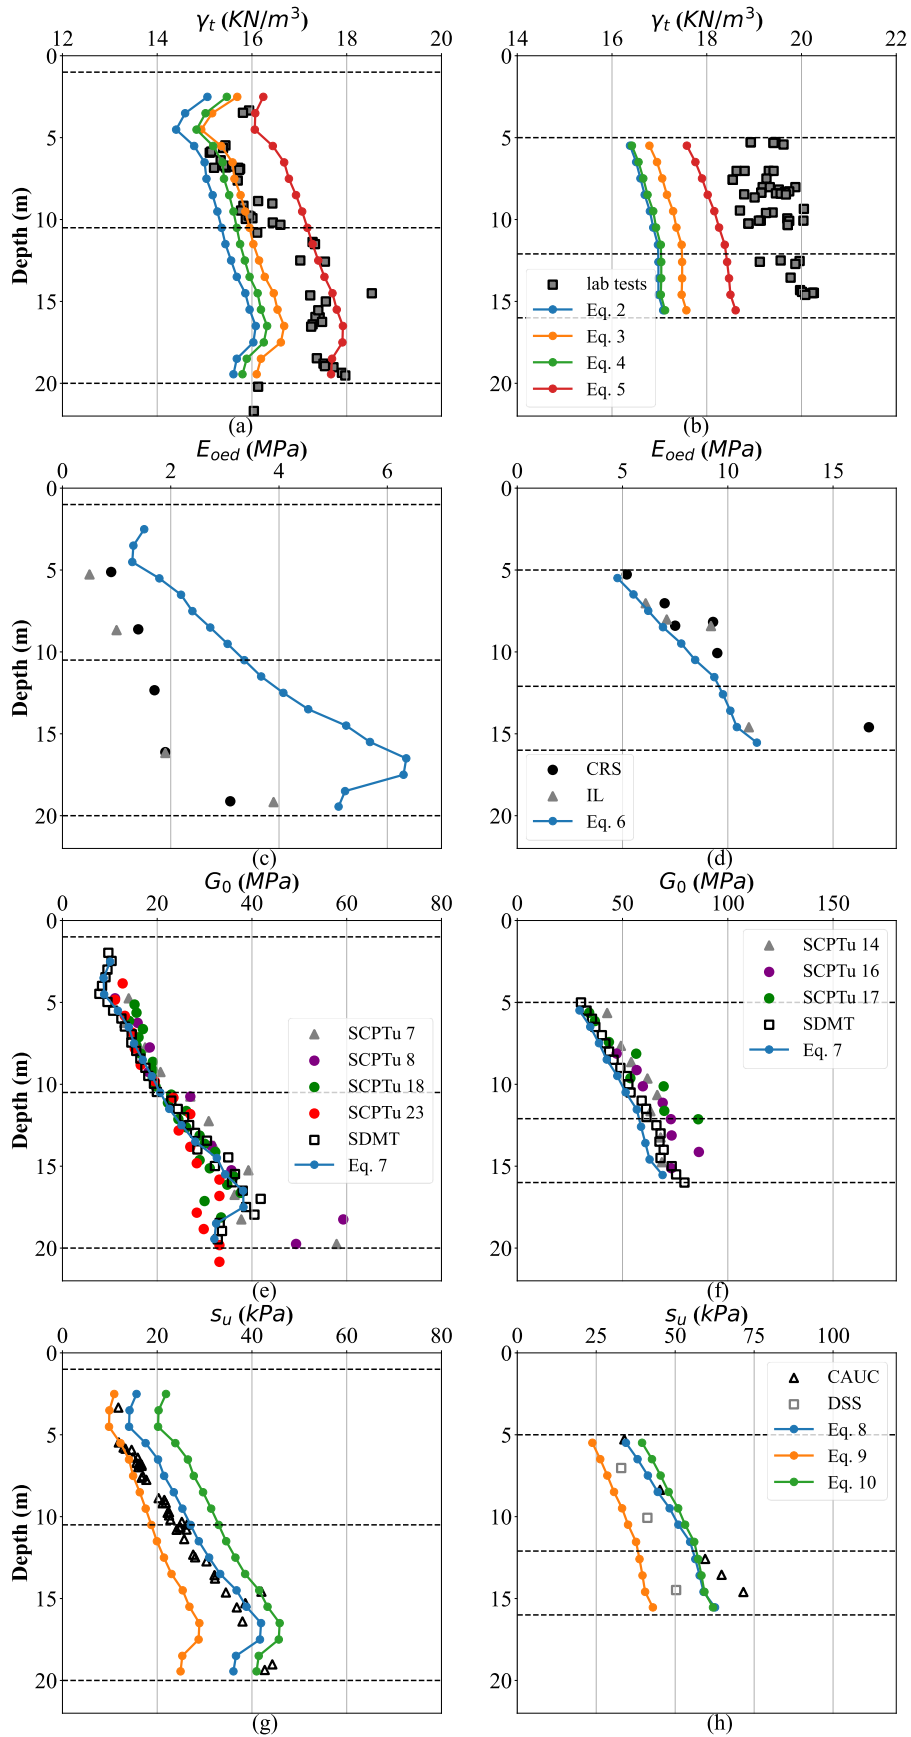 γt (KN/m³)
γt (KN/m³)
12 14 16 18 20
14 16 18 20 22
0
5
10
15
20
Depth (m)
0
5
10
15
20
lab tests
Eq. 2
Eq. 3
Eq. 4
Eq. 5
(a)
(b)
Eoed (MPa)
Eoed (MPa)
0 2 4 6
0 5 10 15
0
5
10
15
20
Depth (m)
0
5
10
15
20
CRS
IL
Eq. 6
(c)
(d)
G0 (MPa)
G0 (MPa)
0 20 40 60 80
0 50 100 150
0
5
10
15
20
Depth (m)
SCPTu 7
SCPTu 8
SCPTu 18
SCPTu 23
SDMT
Eq. 7
0
5
10
15
20
SCPTu 14
SCPTu 16
SCPTu 17
SDMT
Eq. 7
(e)
(f)
su (kPa)
su (kPa)
0 20 40 60 80
0 25 50 75 100
0
5
10
15
20
Depth (m)
0
5
10
15
20
CAUC
DSS
Eq. 8
Eq. 9
Eq. 10
(g)
(h)